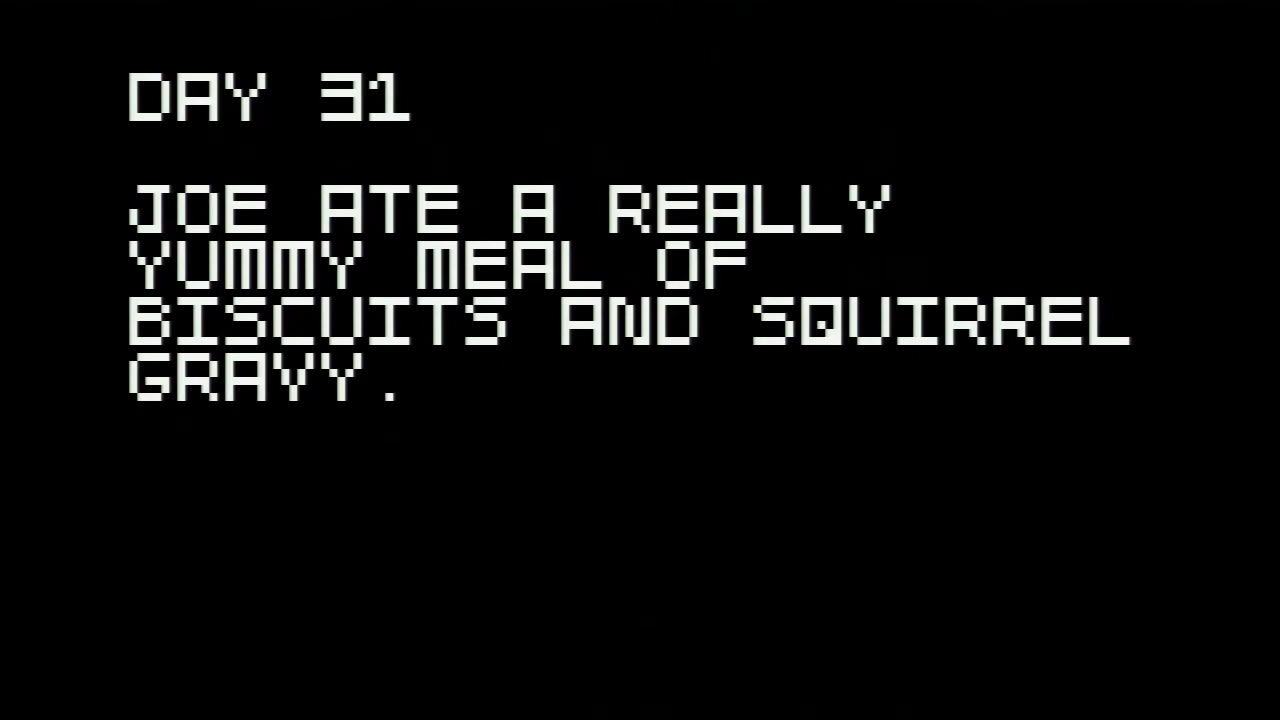 DAY 31
JOE ATE A REALLY
YUMMY MEAL OF
BISCUITS AND SQUIRREL
GRAVY.